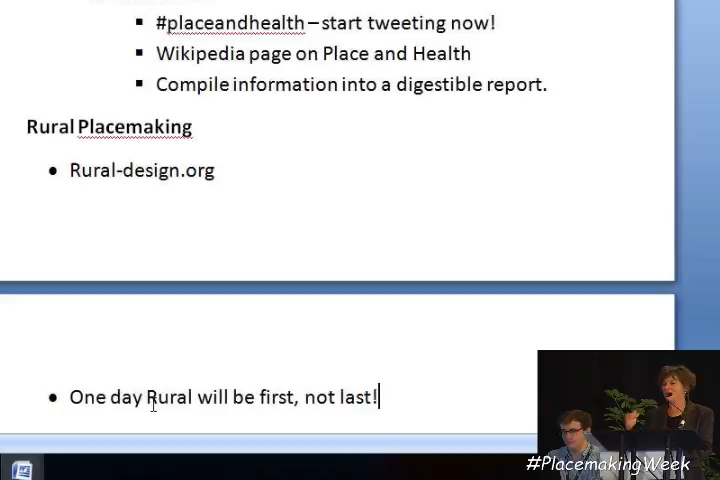 #placeandhealth – start tweeting now!
Wikipedia page on Place and Health
Compile information into a digestible report.
Rural Placemaking
Rural-design.org
One day Rural will be first, not last!
#PlacemakingWeek